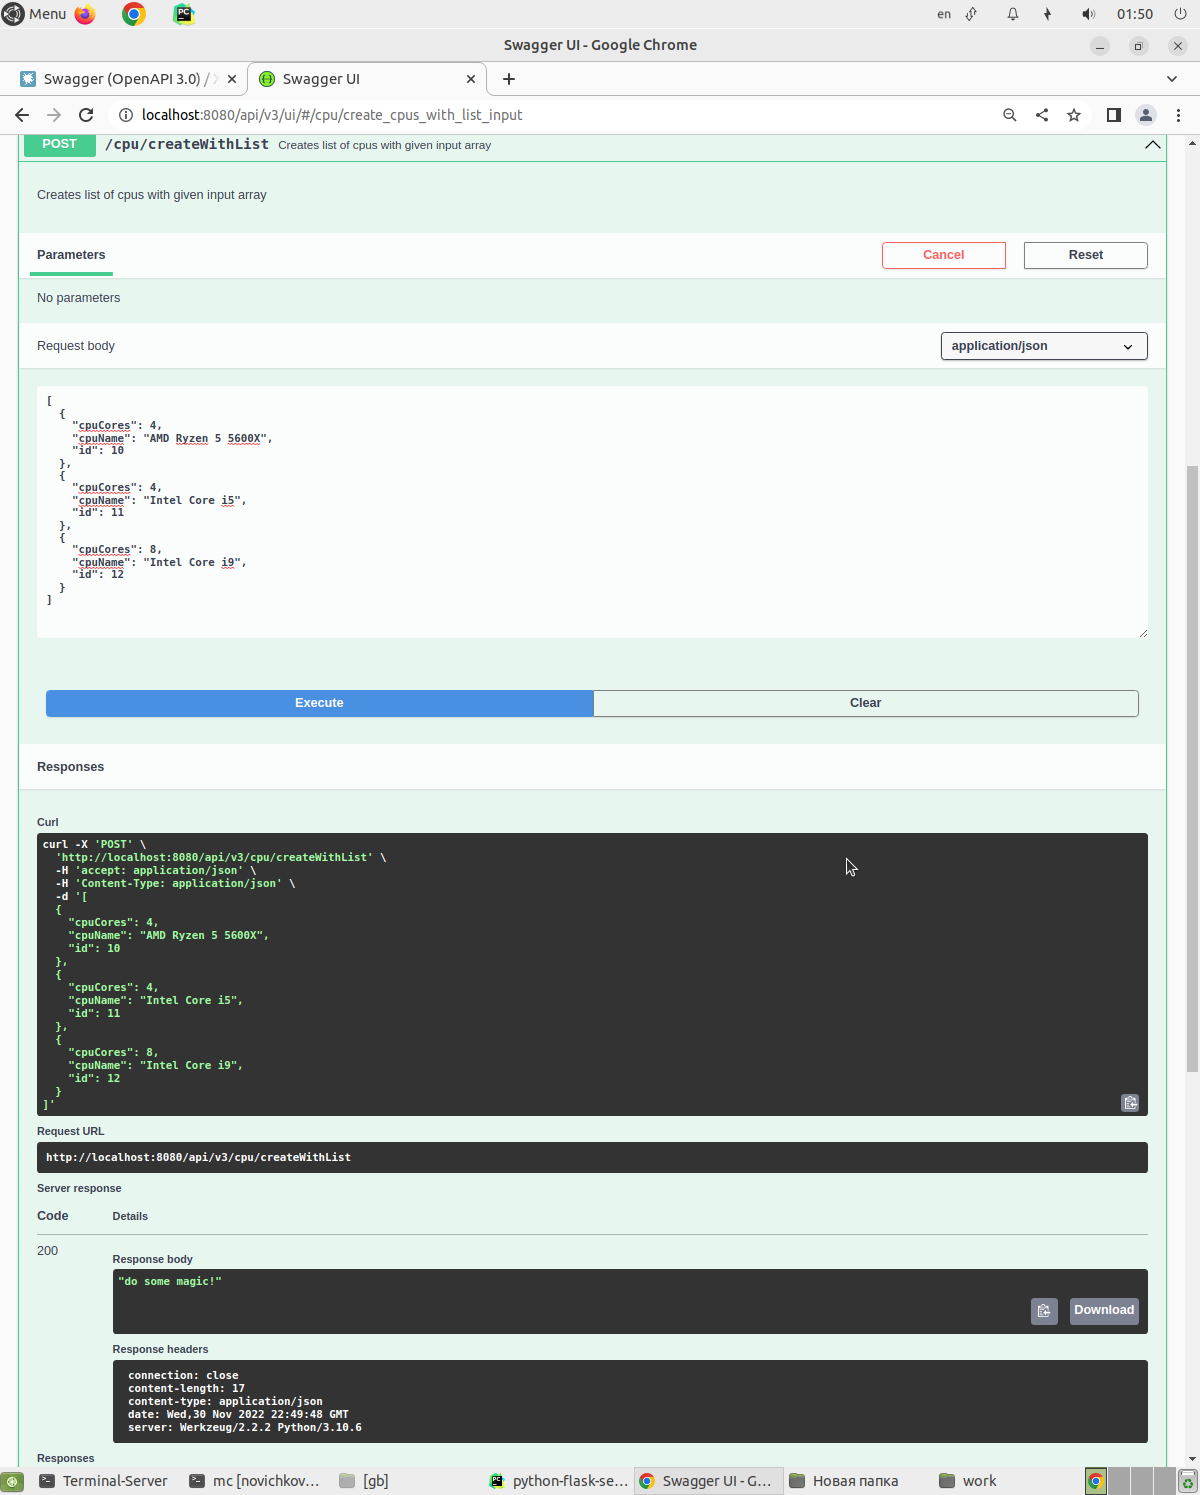 Menu
en
01:50
Swagger UI - Google Chrome
Swagger (OpenAPI 3.0) /
Swagger UI
localhost:8080/api/v3/ui/#/cpu/create_cpus_with_list_input
POST /cpu/createWithList Creates list of cpus with given input array
Creates list of cpus with given input array
Parameters
Cancel
Reset
No parameters
Request body
application/json
[
{
"cpuCores": 4,
"cpuName": "AMD Ryzen 5 5600X",
"id": 10
},
{
"cpuCores": 4,
"cpuName": "Intel Core i5",
"id": 11
},
{
"cpuCores": 8,
"cpuName": "Intel Core i9",
"id": 12
}
]
Execute
Clear
Responses
Curl
curl -X 'POST' \
'http://localhost:8080/api/v3/cpu/createWithList' \
-H 'accept: application/json' \
-H 'Content-Type: application/json' \
-d '[
{
"cpuCores": 4,
"cpuName": "AMD Ryzen 5 5600X",
"id": 10
},
{
"cpuCores": 4,
"cpuName": "Intel Core i5",
"id": 11
},
{
"cpuCores": 8,
"cpuName": "Intel Core i9",
"id": 12
}
]'
Request URL
http://localhost:8080/api/v3/cpu/createWithList
Server response
Code
Details
200
Response body
"do some magic!"
Download
Response headers
connection: close
content-length: 17
content-type: application/json
date: Wed,30 Nov 2022 22:49:48 GMT
server: Werkzeug/2.2.2 Python/3.10.6
Responses
Terminal-Server
mc [novichkov...
[gb]
python-flask-se...
Swagger UI - G...
Новая папка
work